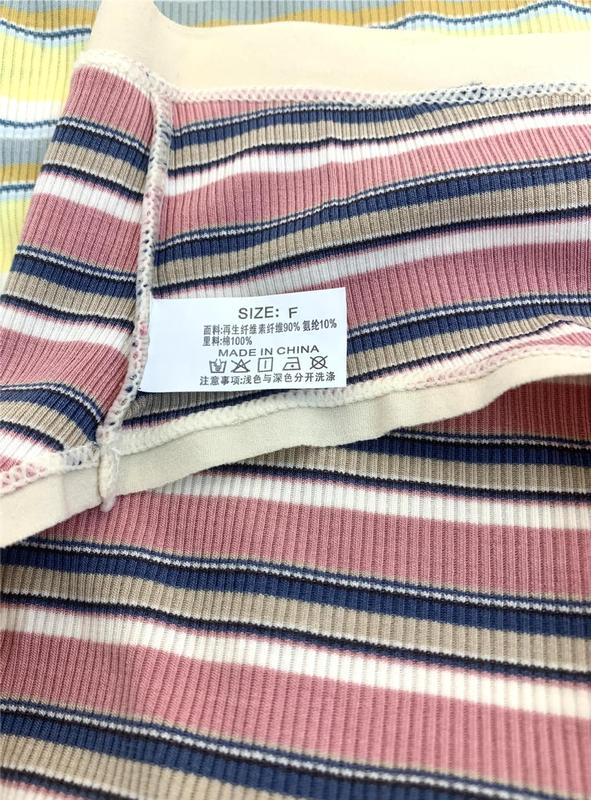 SIZE: F
面料:再生纤维素纤维90% 氨纶10%
里料:棉100%
MADE IN CHINA
注意事项:浅色与深色分开洗涤